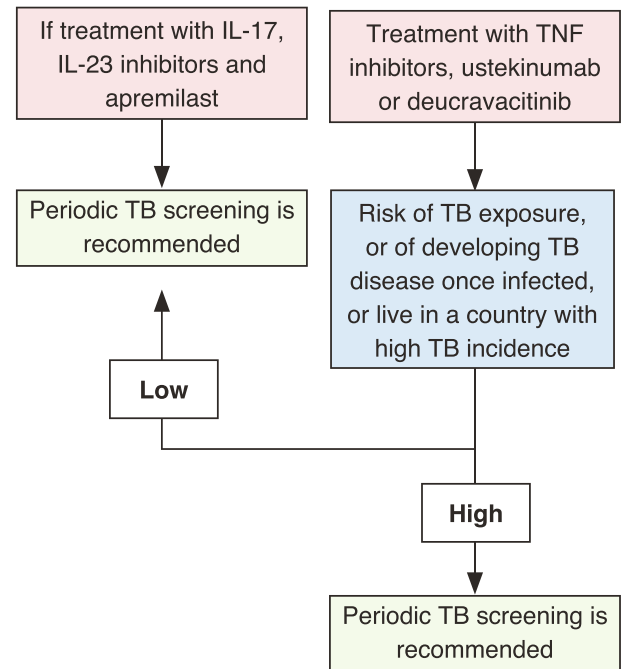 If treatment with IL-17,
IL-23 inhibitors and
apremilast
Treatment with TNF
inhibitors, ustekinumab
or deucravacitinib
Periodic TB screening is
recommended
Risk of TB exposure,
or of developing TB
disease once infected,
or live in a country with
high TB incidence
Low
High
Periodic TB screening is
recommended